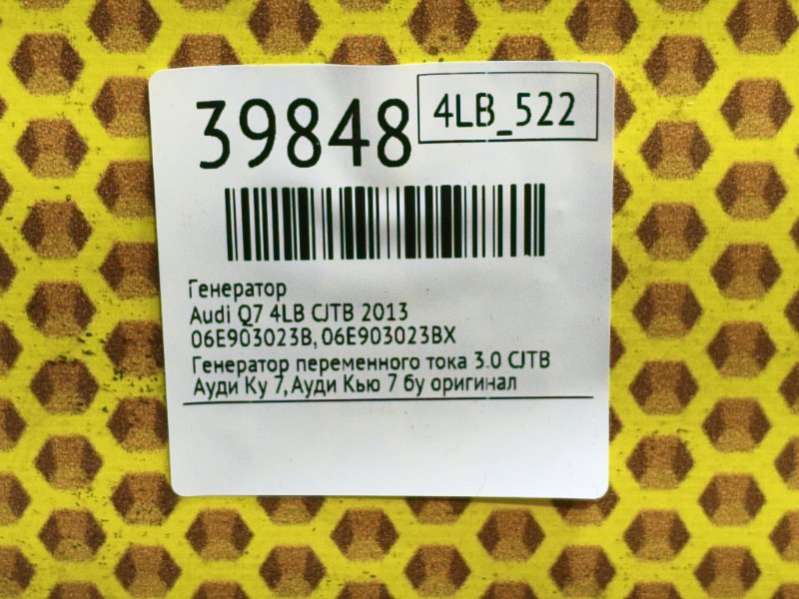 39848
4LB_522
Генератор
Audi Q7 4LB CJTB 2013
06E903023B, 06E903023BX
Генератор переменного тока 3.0 CJTB
Ауди Ку 7, Ауди Кью 7 бу оригинал